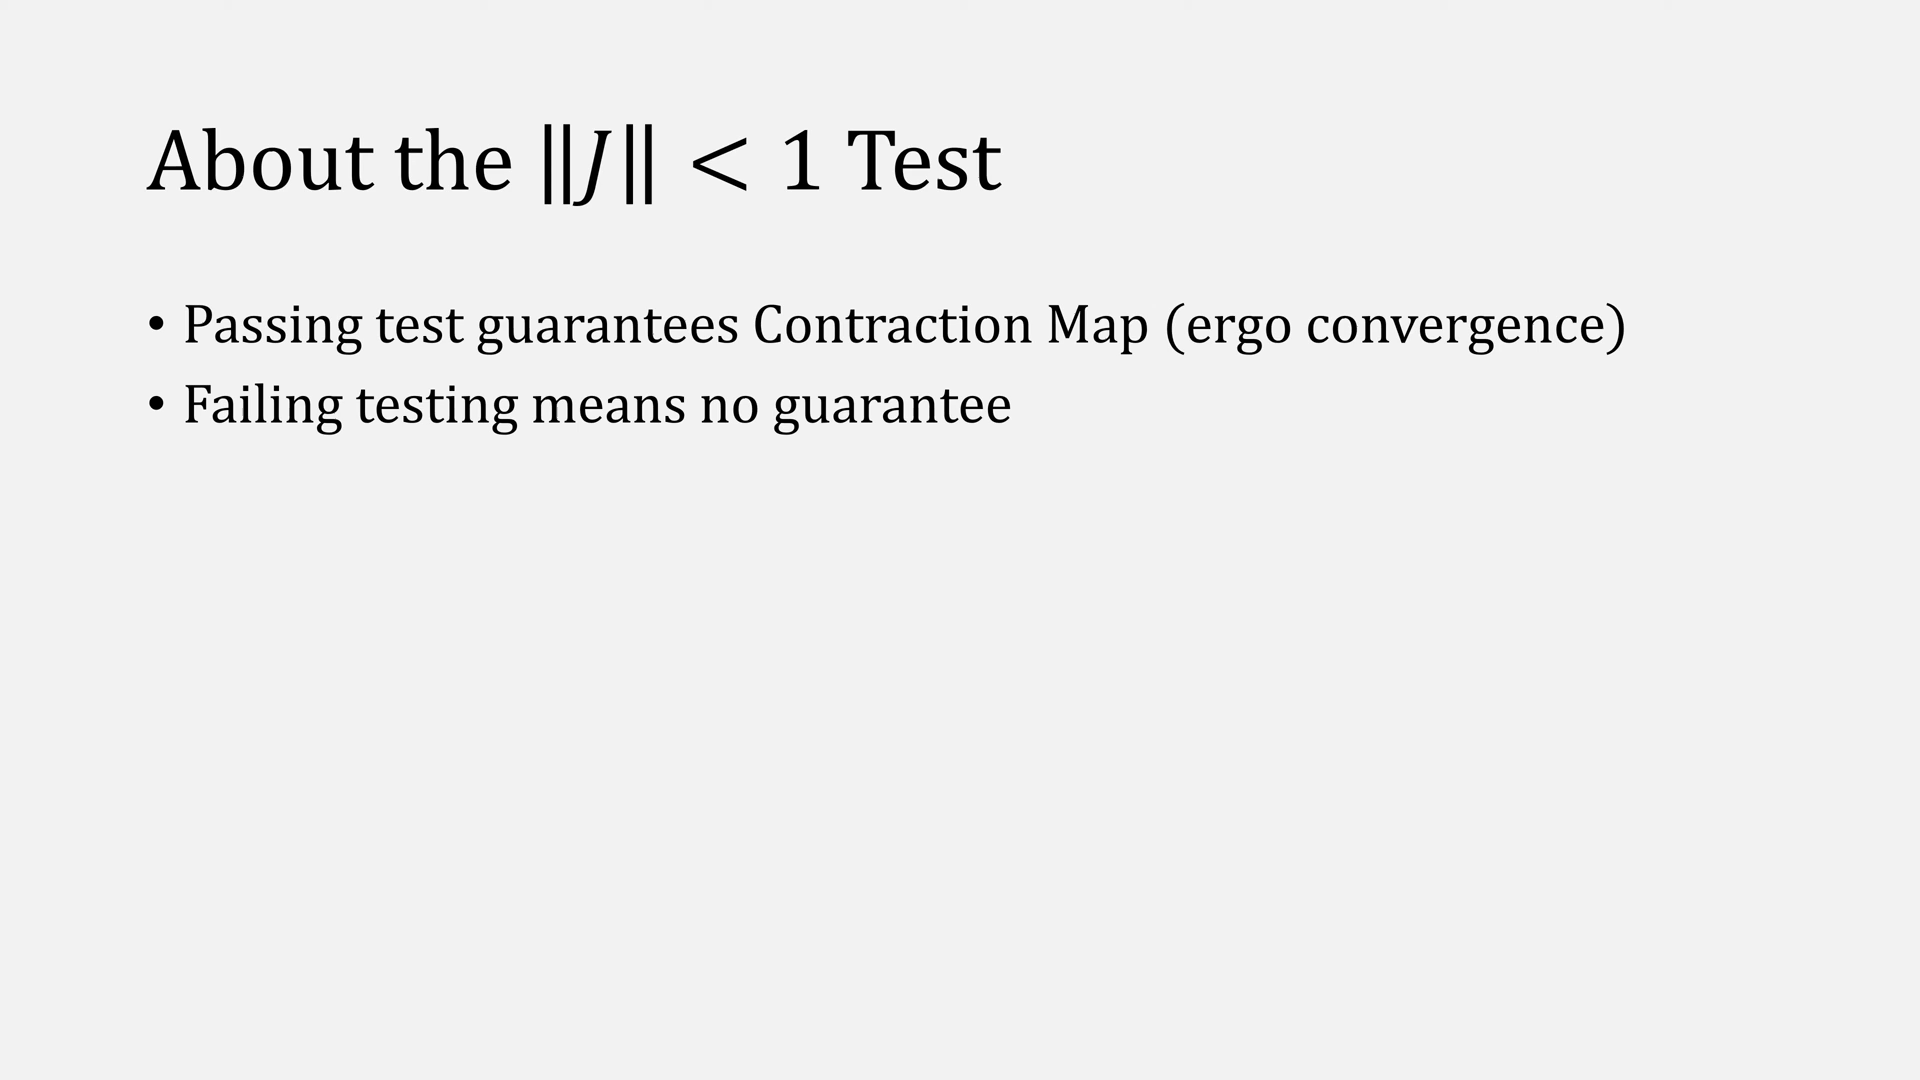 About the ‖J‖ < 1 Test
• Passing test guarantees Contraction Map (ergo convergence)
• Failing testing means no guarantee